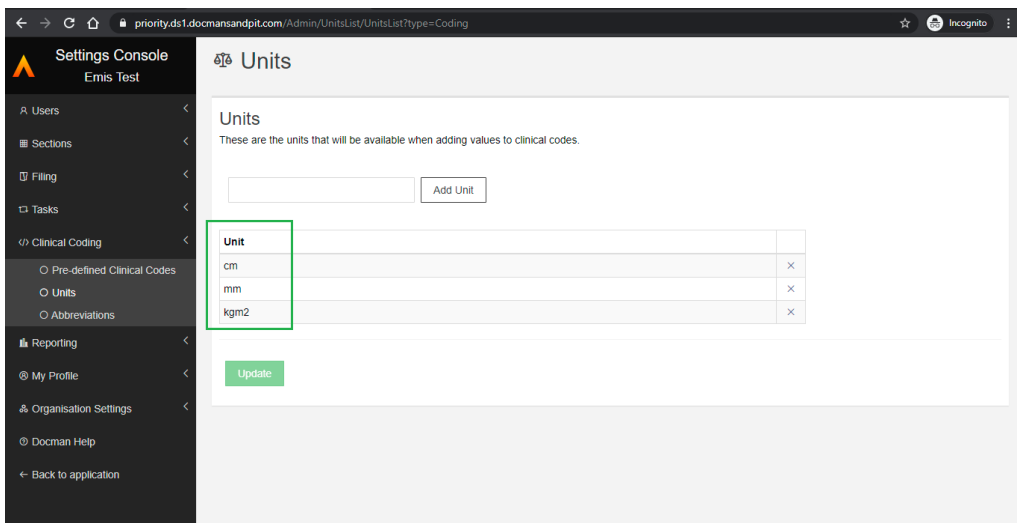 priority.ds1.docmansandpit.com/Admin/UnitsList/UnitsList?type=Coding
Incognito
Settings Console
Emis Test
Users
Sections
Filing
Tasks
Clinical Coding
Pre-defined Clinical Codes
Units
Abbreviations
Reporting
My Profile
Organisation Settings
Docman Help
Back to application
Units
Units
These are the units that will be available when adding values to clinical codes.
Add Unit
Unit
cm
mm
kgm2
Update